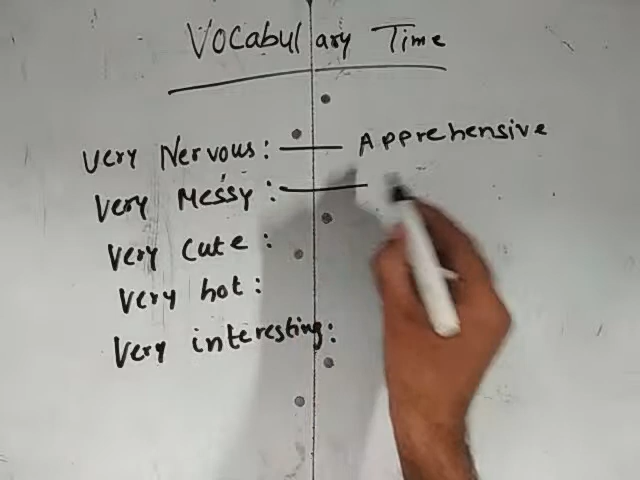 Vocabulary Time
Very Nervous: — Apprehensive
Very Messy: —
Very Cute:
Very hot:
Very interesting: